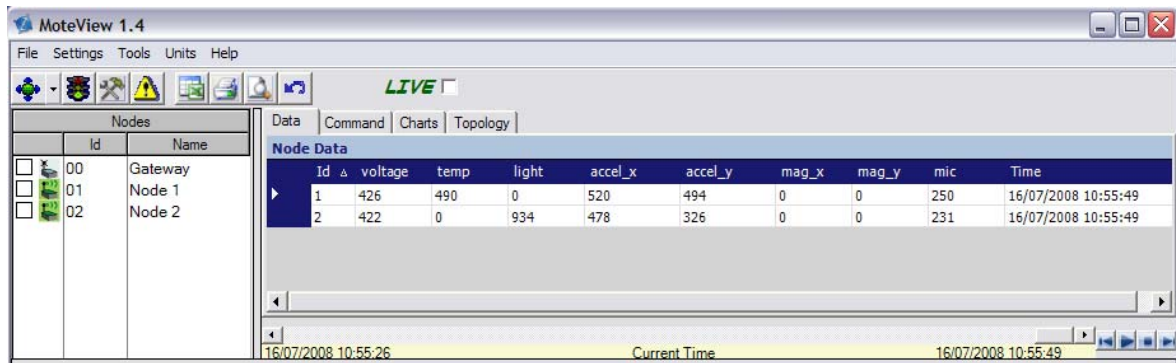 MoteView 1.4
File Settings Tools Units Help
LIVE
Nodes
Id Name
00 Gateway
01 Node 1
02 Node 2
Data Command Charts Topology
Node Data
Id voltage temp light accel_x accel_y mag_x mag_y mic Time
1 426 490 0 520 494 0 0 250 16/07/2008 10:55:49
2 422 0 934 478 326 0 0 231 16/07/2008 10:55:49
16/07/2008 10:55:26 Current Time 16/07/2008 10:55:49